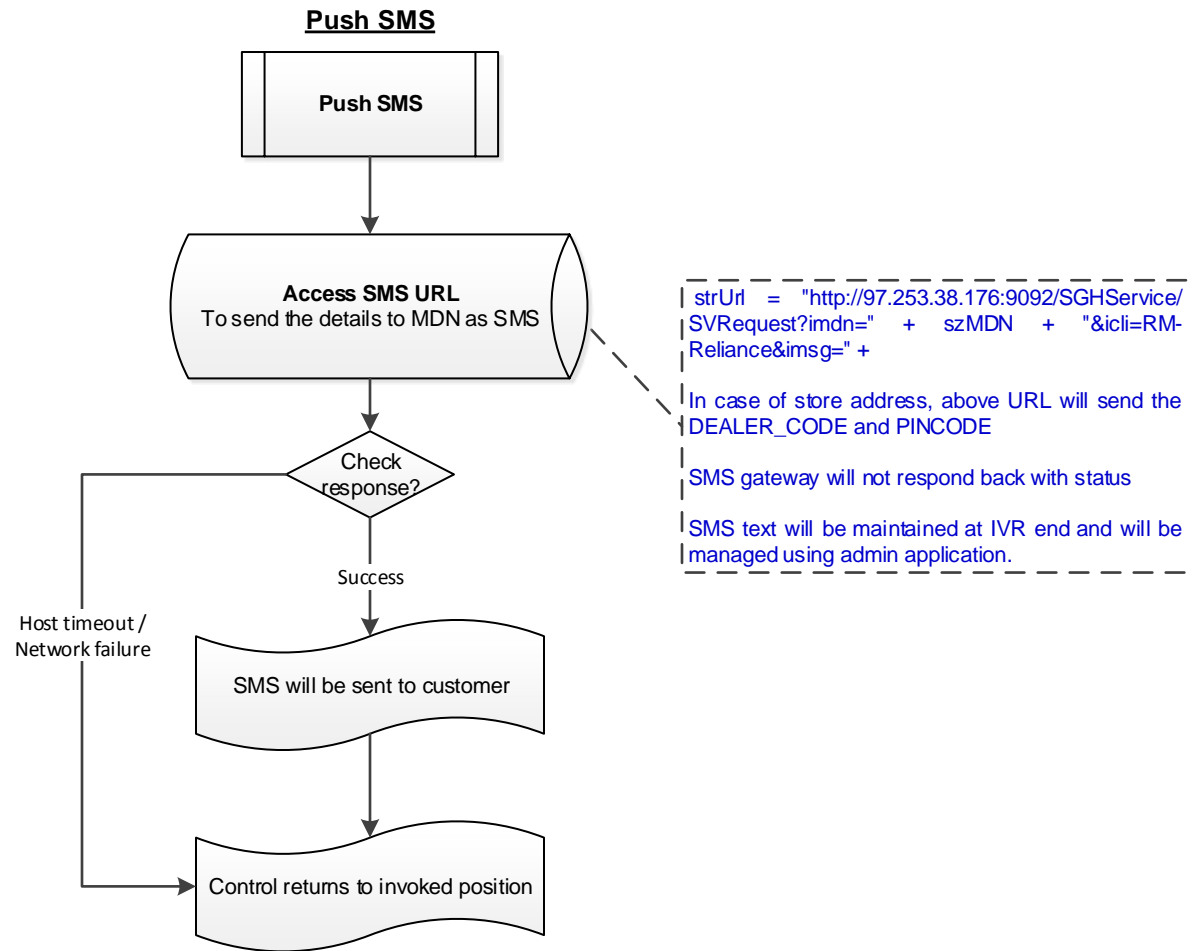 Push SMS
Push SMS
Access SMS URL
To send the details to MDN as SMS
strUrl = "http://97.253.38.176:9092/SGHService/
SVRequest?imdn=" + szMDN + "&icli=RM-
Reliance&imsg=" +
In case of store address, above URL will send the
DEALER_CODE and PINCODE
SMS gateway will not respond back with status
SMS text will be maintained at IVR end and will be
managed using admin application.
Check
response?
Success
Host timeout /
Network failure
SMS will be sent to customer
Control returns to invoked position